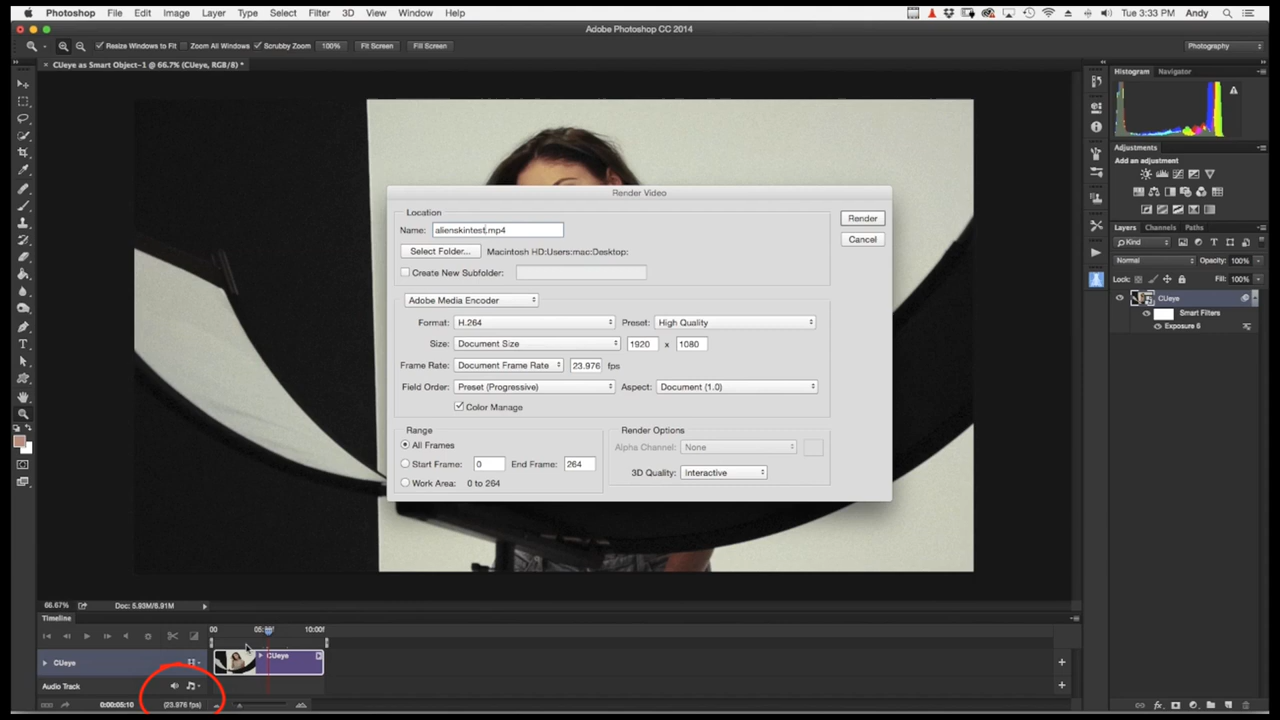 Photoshop File Edit Image Layer Type Select Filter 3D View Window Help Tue 3:33 PM Andy
Adobe Photoshop CC 2014
Resize Windows to Fit Zoom All Windows Scrubby Zoom 100% Fit Screen Fill Screen Photography
× CUeye as Smart Object-1 @ 66.7% (CUeye, RGB/8) *
Histogram Navigator
Adjustments
Add an adjustment
Layers Channels Paths
Kind
Normal Opacity: 100%
Lock: Fill: 100%
CUeye
Smart Filters
Exposure 6
Render Video
Location
Name: alienskintest.mp4
Select Folder... Macintosh HD:Users:mac:Desktop:
Create New Subfolder:
Render
Cancel
Adobe Media Encoder
Format: H.264 Preset: High Quality
Size: Document Size 1920 x 1080
Frame Rate: Document Frame Rate 23.976 fps
Field Order: Preset (Progressive) Aspect: Document (1.0)
Color Manage
Range
All Frames
Start Frame: 0 End Frame: 264
Work Area: 0 to 264
Render Options
Alpha Channel: None
3D Quality: Interactive
66.67% Doc: 5.93M/8.91M
Timeline
00 10:00f
CUeye CUeye
Audio Track
0:00:05:10 (23.976 fps)